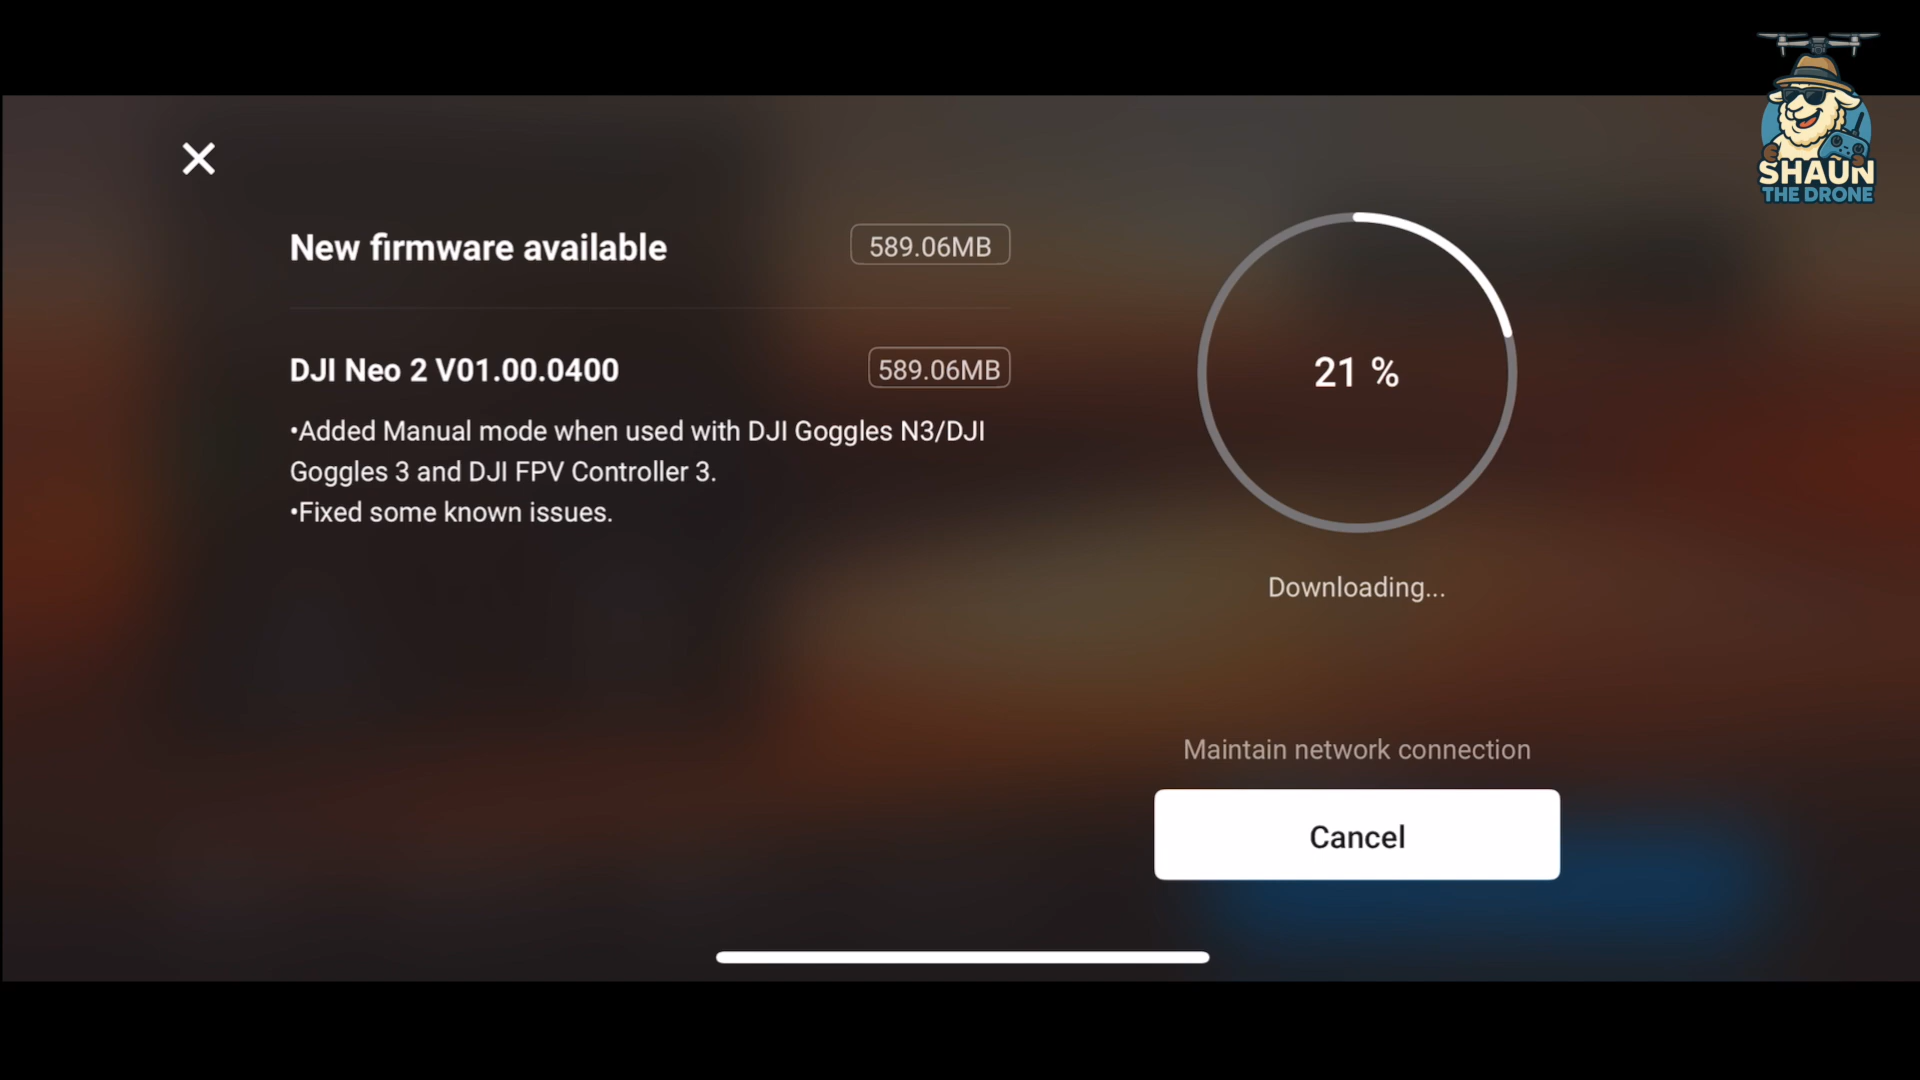 SHAUN
THE DRONE
New firmware available
589.06MB
DJI Neo 2 V01.00.0400
589.06MB
•Added Manual mode when used with DJI Goggles N3/DJI
Goggles 3 and DJI FPV Controller 3.
•Fixed some known issues.
21 %
Downloading...
Maintain network connection
Cancel